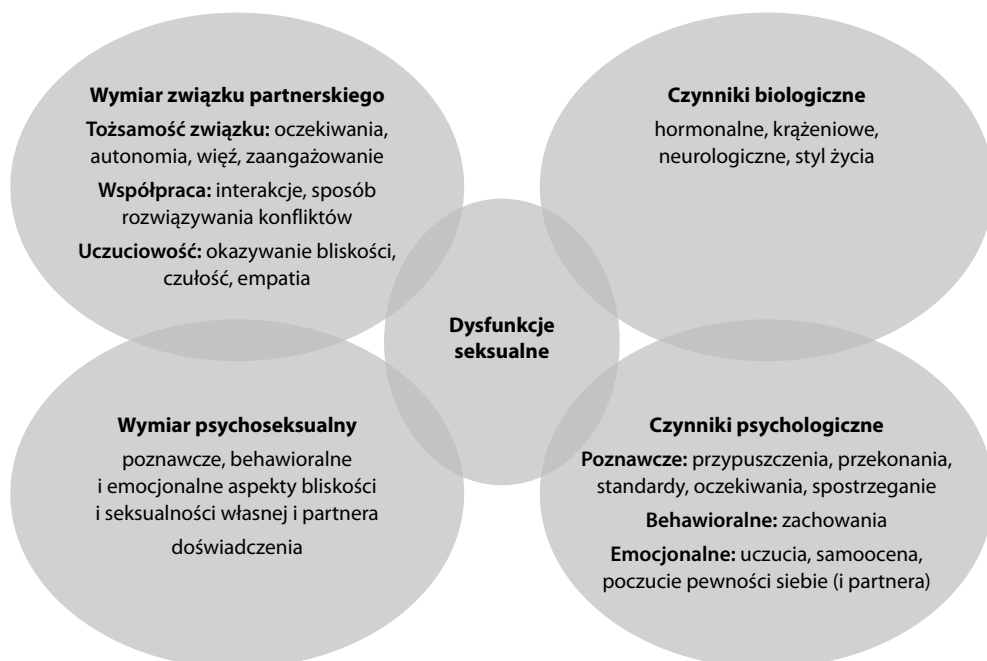 Wymiar związku partnerskiego
Tożsamość związku: oczekiwania,
autonomia, więź, zaangażowanie
Współpraca: interakcje, sposób
rozwiązywania konfliktów
Uczuciowość: okazywanie bliskości,
czułość, empatia
Czynniki biologiczne
hormonalne, krążeniowe,
neurologiczne, styl życia
Dysfunkcje
seksualne
Wymiar psychoseksualny
poznawcze, behawioralne
i emocjonalne aspekty bliskości
i seksualności własnej i partnera
doświadczenia
Czynniki psychologiczne
Poznawcze: przypuszczenia, przekonania,
standardy, oczekiwania, spostrzeganie
Behawioralne: zachowania
Emocjonalne: uczucia, samoocena,
poczucie pewności siebie (i partnera)